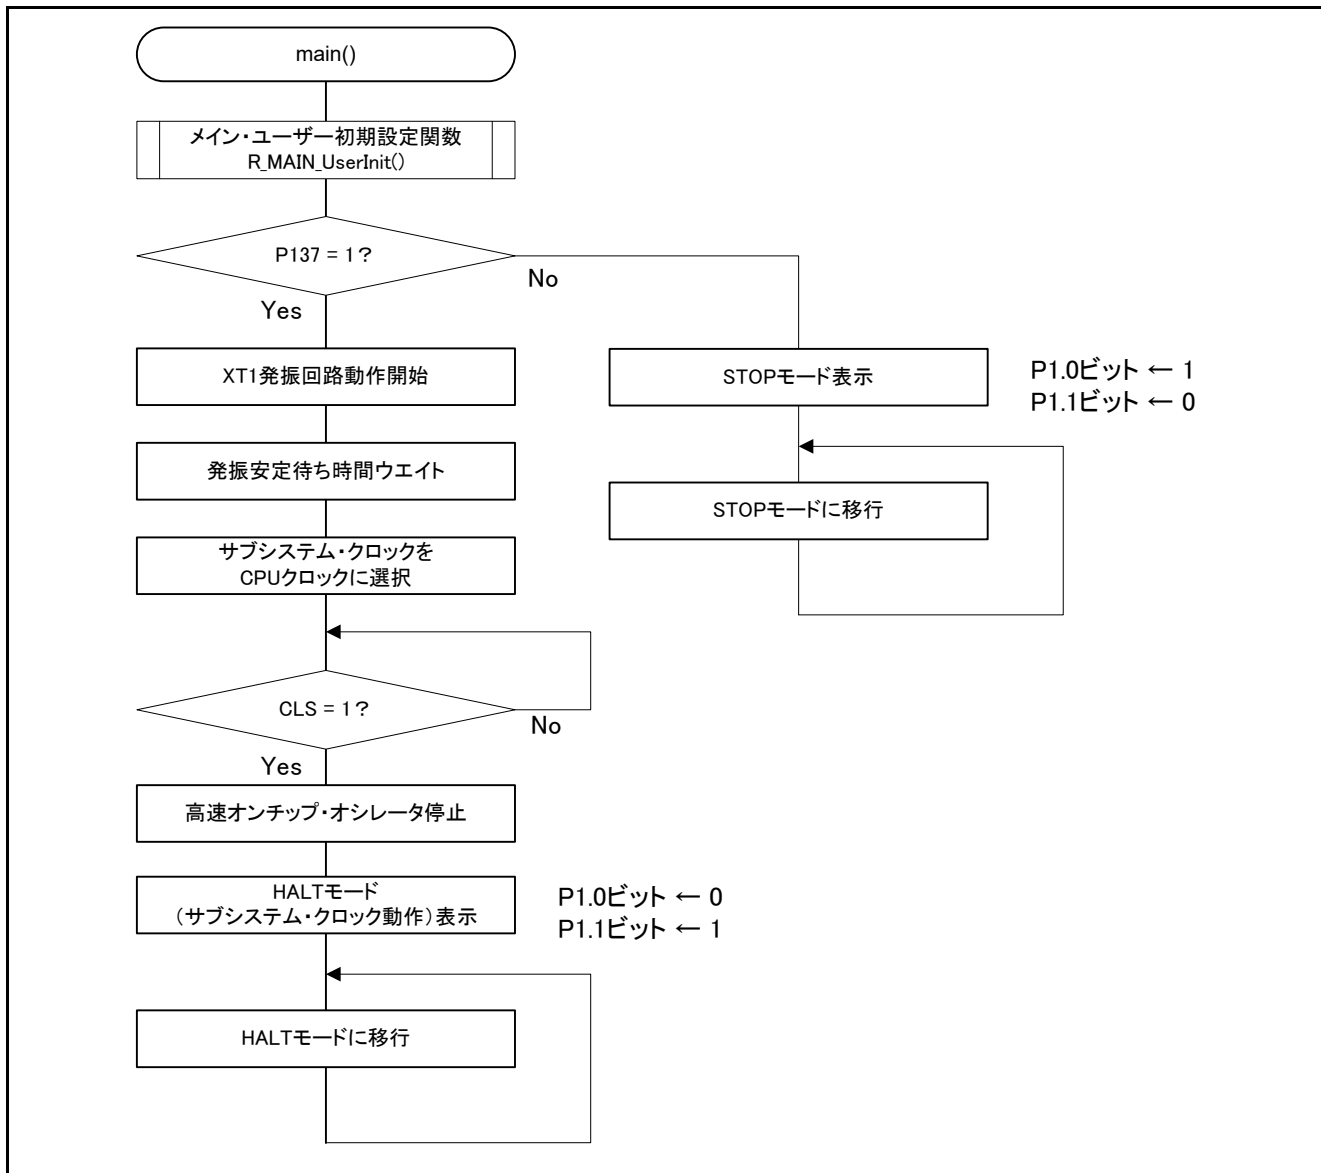 main()
メイン・ユーザー初期設定関数
R_MAIN_UserInit()
P137 = 1?
No
Yes
XT1発振回路動作開始
STOPモード表示
P1.0ビット ← 1
P1.1ビット ← 0
発振安定待ち時間ウエイト
STOPモードに移行
サブシステム・クロックを
CPUクロックに選択
CLS = 1?
No
Yes
高速オンチップ・オシレータ停止
HALTモード
(サブシステム・クロック動作)表示
P1.0ビット ← 0
P1.1ビット ← 1
HALTモードに移行